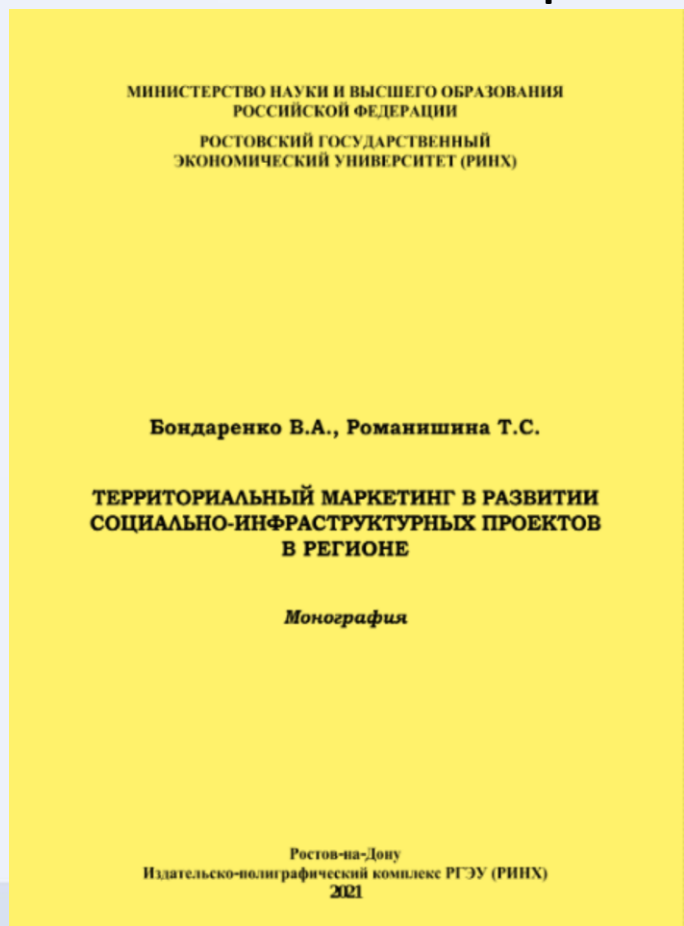 МИНИСТЕРСТВО НАУКИ И ВЫСШЕГО ОБРАЗОВАНИЯ
РОССИЙСКОЙ ФЕДЕРАЦИИ
РОСТОВСКИЙ ГОСУДАРСТВЕННЫЙ
ЭКОНОМИЧЕСКИЙ УНИВЕРСИТЕТ (РИНХ)
Бондаренко В.А., Романишина Т.С.
ТЕРРИТОРИАЛЬНЫЙ МАРКЕТИНГ В РАЗВИТИИ
СОЦИАЛЬНО-ИНФРАСТРУКТУРНЫХ ПРОЕКТОВ
В РЕГИОНЕ
Монография
Ростов-на-Дону
Издательско-полиграфический комплекс РГЭУ (РИНХ)
2021